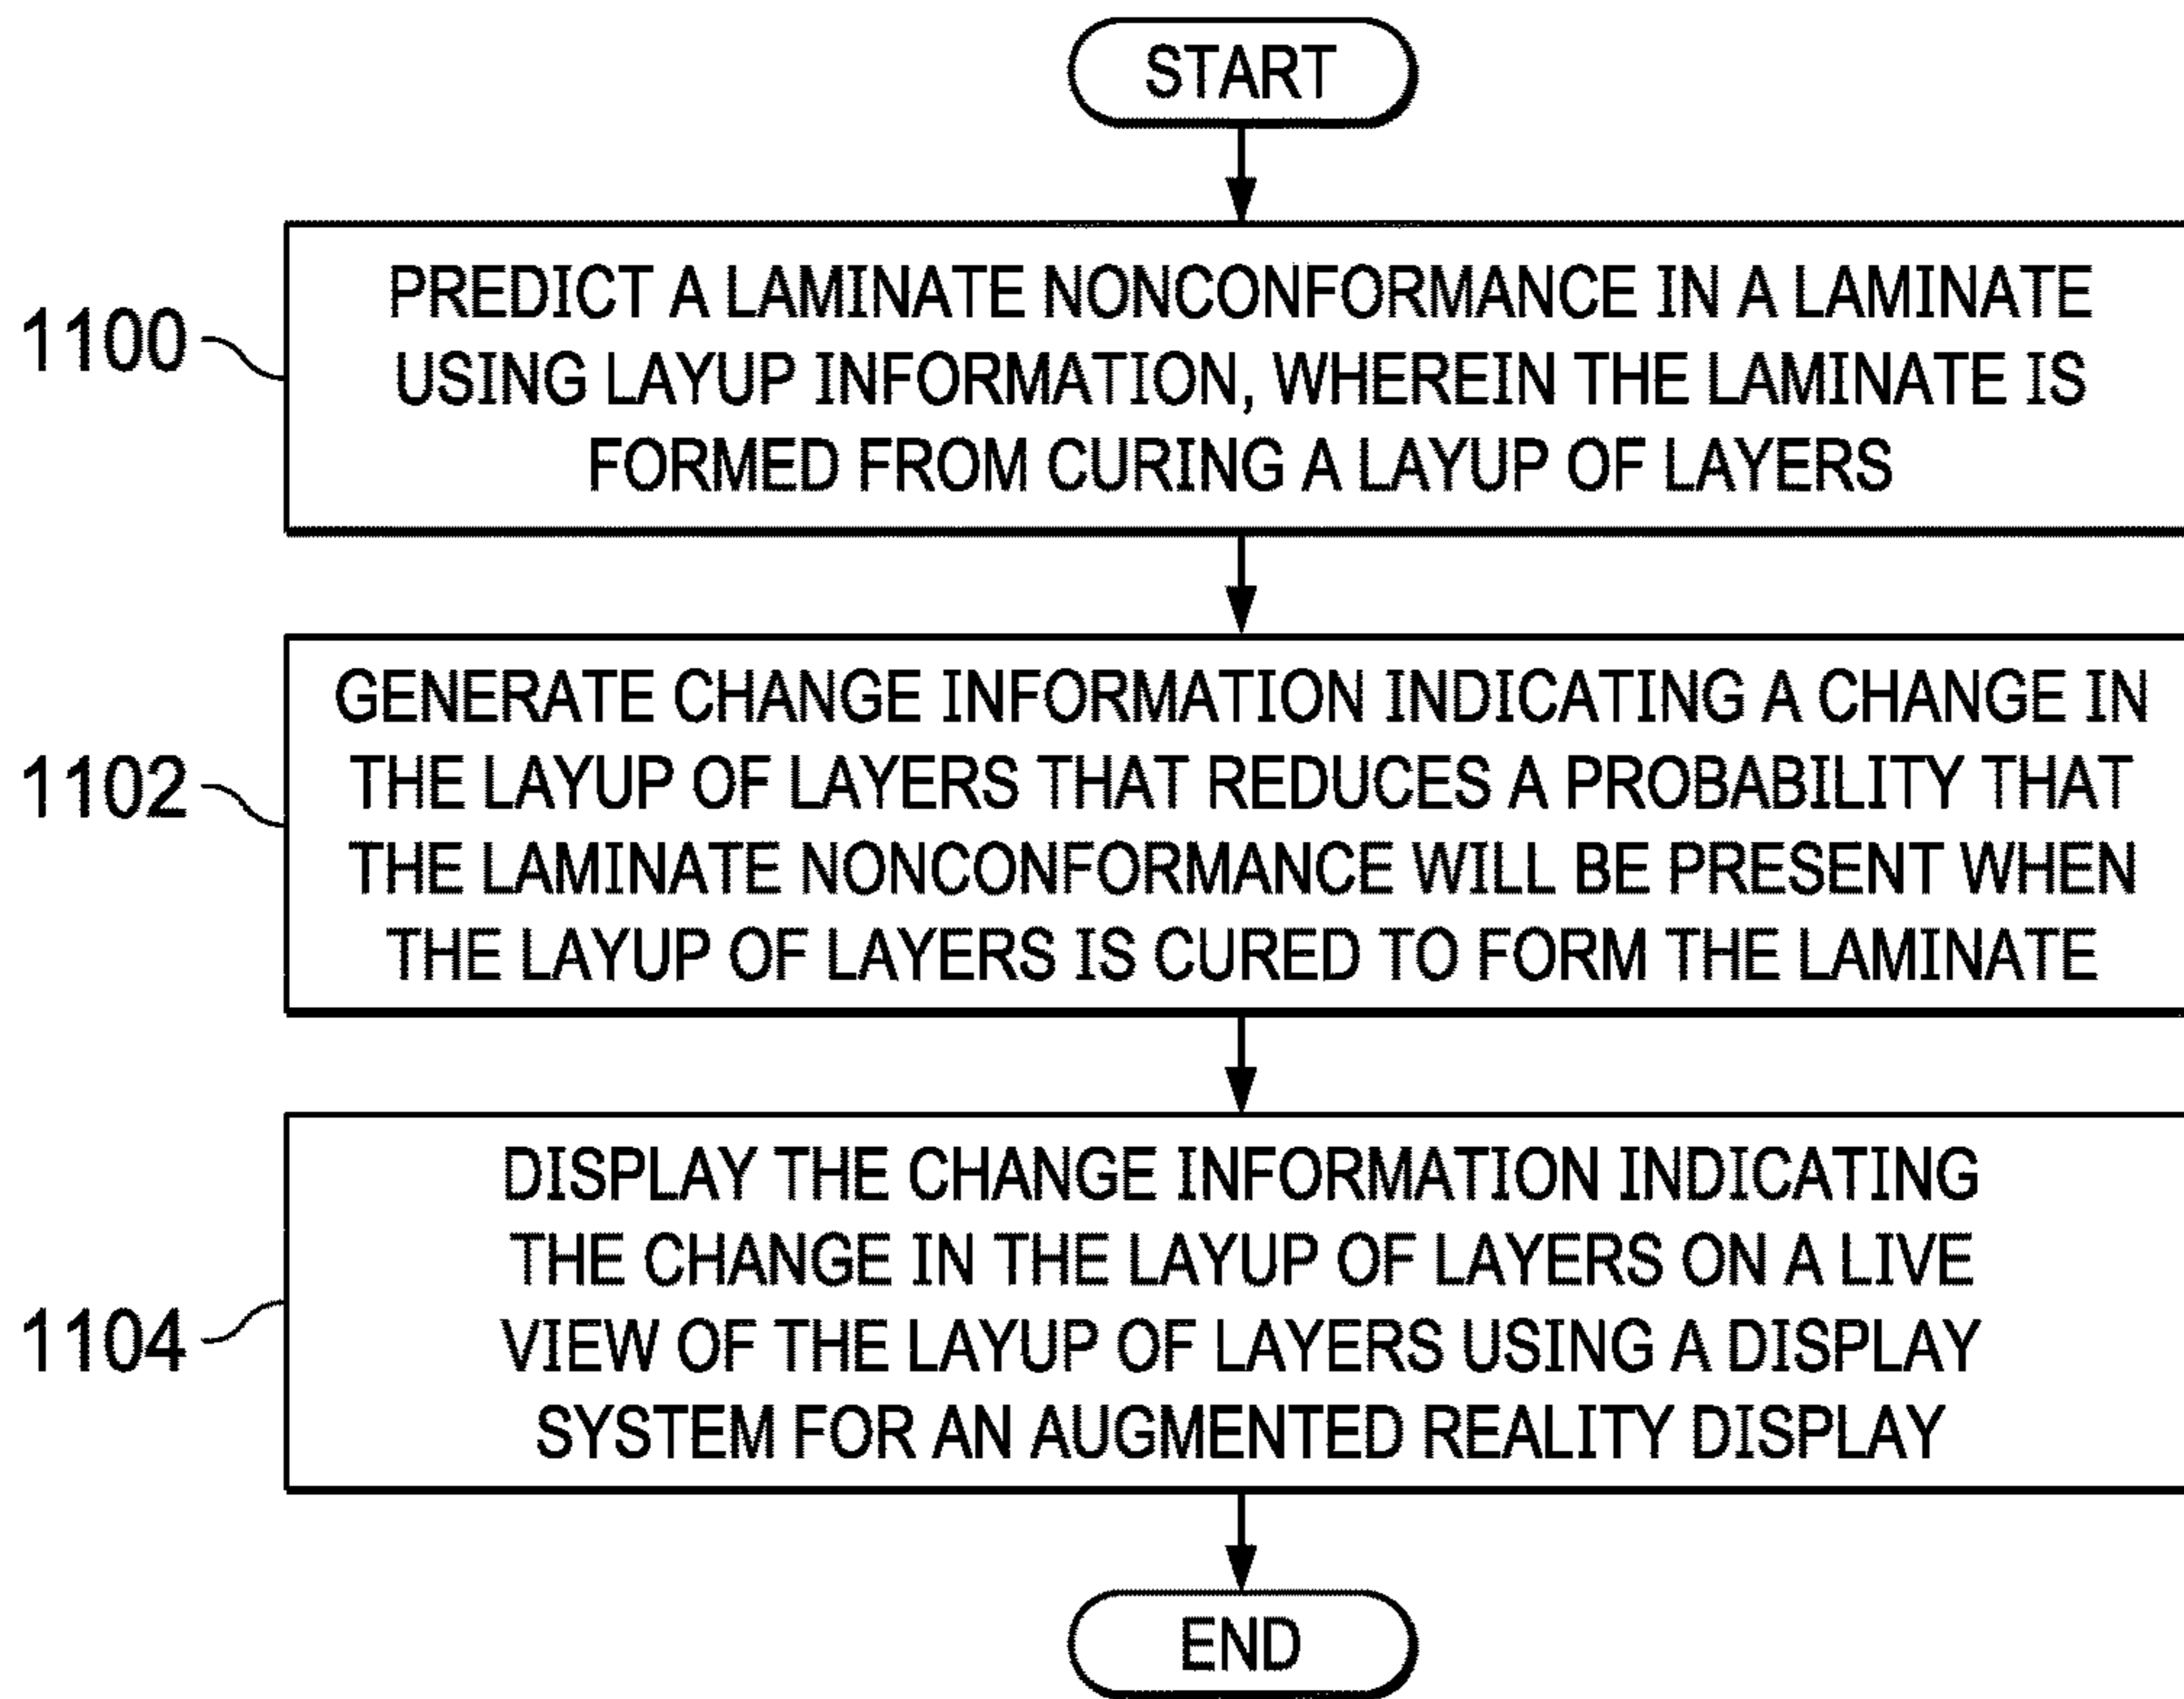 START
1100
PREDICT A LAMINATE NONCONFORMANCE IN A LAMINATE
USING LAYUP INFORMATION, WHEREIN THE LAMINATE IS
FORMED FROM CURING A LAYUP OF LAYERS
1102
GENERATE CHANGE INFORMATION INDICATING A CHANGE IN
THE LAYUP OF LAYERS THAT REDUCES A PROBABILITY THAT
THE LAMINATE NONCONFORMANCE WILL BE PRESENT WHEN
THE LAYUP OF LAYERS IS CURED TO FORM THE LAMINATE
1104
DISPLAY THE CHANGE INFORMATION INDICATING
THE CHANGE IN THE LAYUP OF LAYERS ON A LIVE
VIEW OF THE LAYUP OF LAYERS USING A DISPLAY
SYSTEM FOR AN AUGMENTED REALITY DISPLAY
END